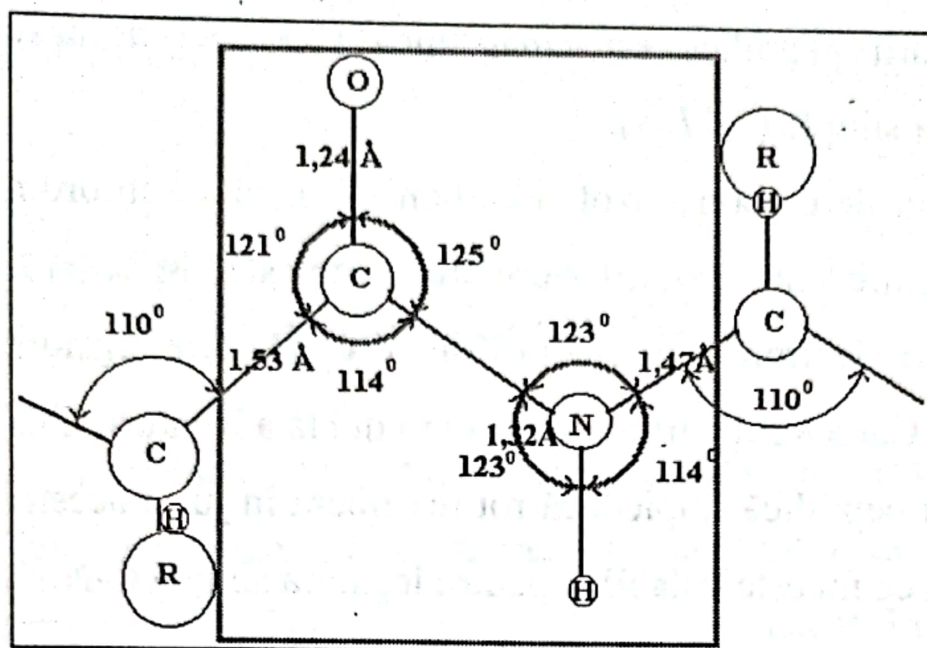 O
1,24 Å
R
H
121⁰
125⁰
C
110⁰
123⁰
C
1,53 Å
114⁰
1,47Å
110⁰
C
1,32Å
N
123⁰
114⁰
H
R
H